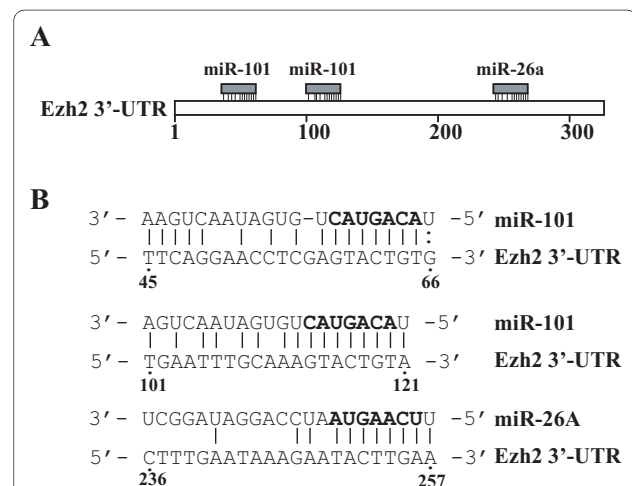 A
miR-101 miR-101 miR-26a
Ezh2 3'-UTR
1 100 200 300
B
3' - AAGUCAAUAGUG-UCAUGACAU -5' miR-101
5' - TTCAGGAACCTCGAGTACTGTG -3' Ezh2 3'-UTR
45 66
3' - AGUCAAUAGUGUCAUGACAU -5' miR-101
5' - TGAATTTGCAAAGTACTGTA -3' Ezh2 3'-UTR
101 121
3' - UCGGAUAGGACCUAAUGAACUU -5' miR-26A
5' - CTTTGAATAAAGAATACTTGAA -3' Ezh2 3'-UTR
236 257